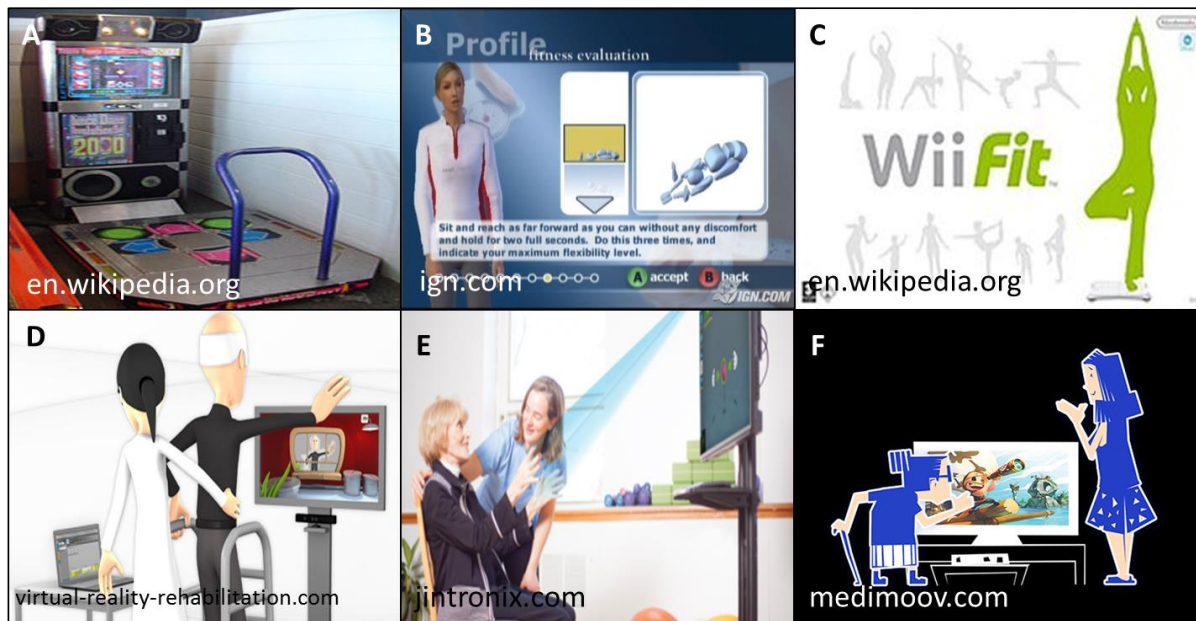 A
2000
en.wikipedia.org
B
Profile
fitness evaluation
Sit and reach as far forward as you can without any discomfort
and hold for two full seconds. Do this three times, and
indicate your maximum flexibility level.
A accept B back
IGN.COM
ign.com
C
Wii Fit
en.wikipedia.org
D
virtual-reality-rehabilitation.com
E
jintronix.com
F
medimoov.com